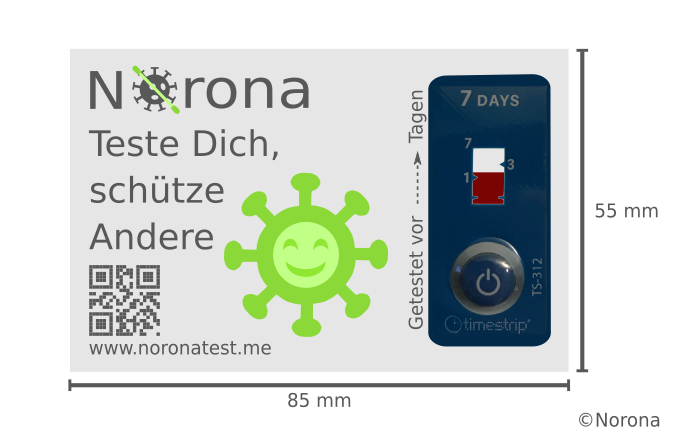 Norona
Teste Dich,
schütze
Andere
www.noronatest.me
Getestet vor -----> Tagen
7 DAYS
7
3
1
TS-312
timestrip®
55 mm
85 mm
©Norona